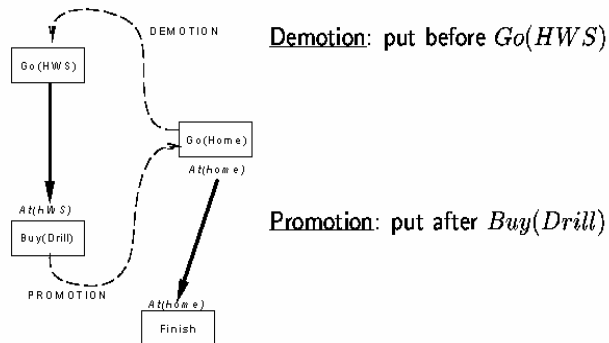 DEMOTION
Demotion: put before Go(HWS)
Go(HWS)
Go(Home)
At(home)
At(hWS)
Promotion: put after Buy(Drill)
Buy(Drill)
PROMOTION
At(home)
Finish